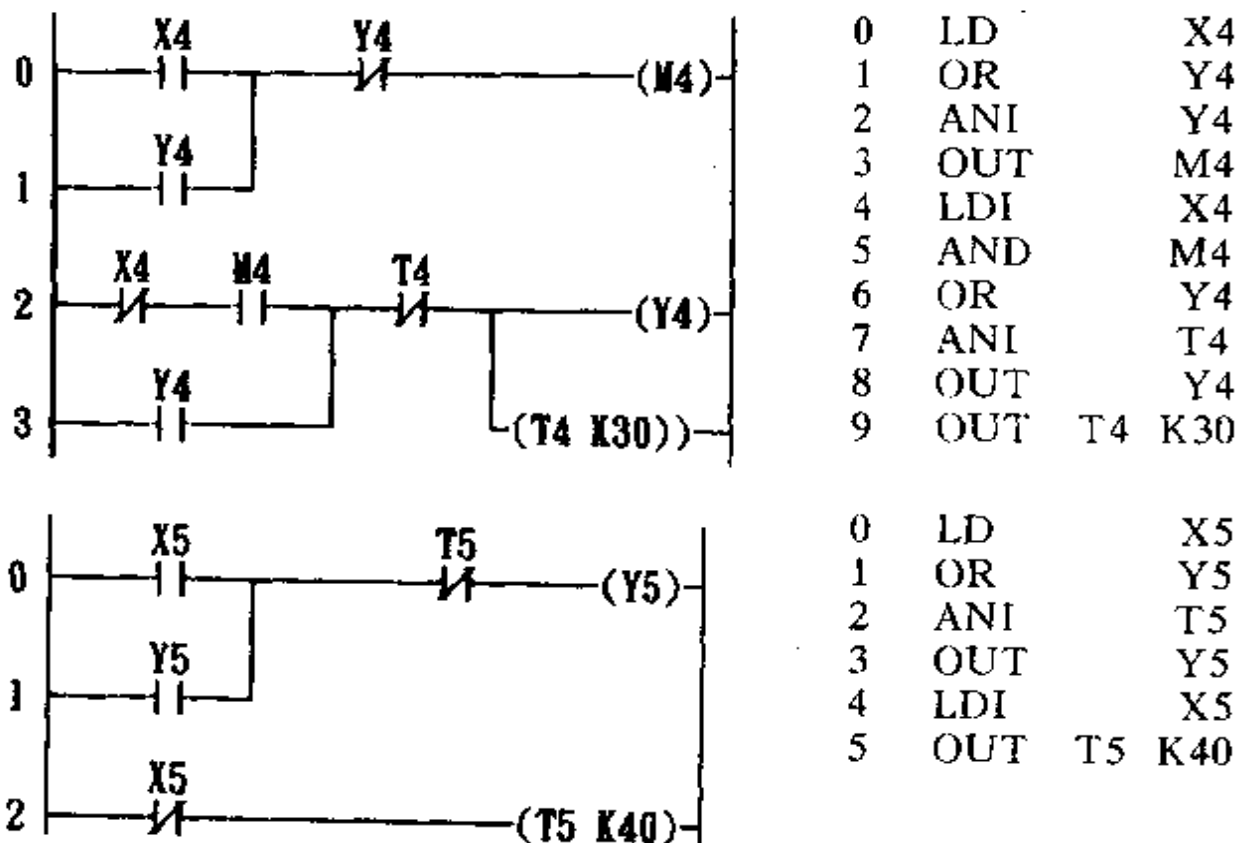 X4 Y4
0 (M4)
Y4
1
X4 M4 T4
2 (Y4)
Y4
3 (T4 K30))
0 LD X4
1 OR Y4
2 ANI Y4
3 OUT M4
4 LDI X4
5 AND M4
6 OR Y4
7 ANI T4
8 OUT Y4
9 OUT T4 K30
X5 T5
0 (Y5)
Y5
1
X5
2 (T5 K40)
0 LD X5
1 OR Y5
2 ANI T5
3 OUT Y5
4 LDI X5
5 OUT T5 K40